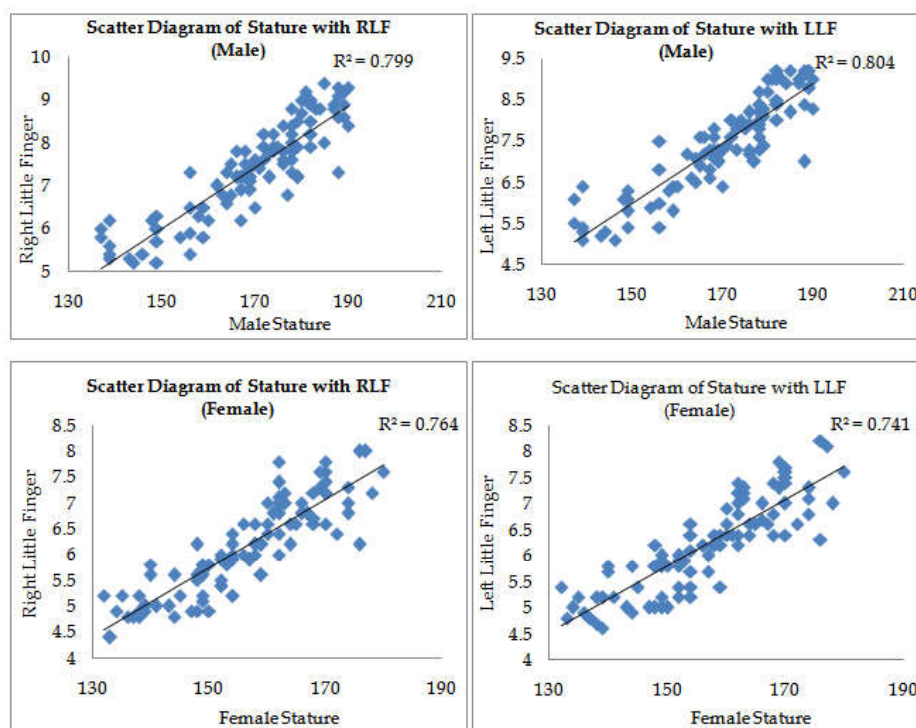 Scatter Diagram of Stature with RLF
(Male)
R² = 0.799
10
9
8
7
6
5
Right Little Finger
130
150
170
190
210
Male Stature
Scatter Diagram of Stature with LLF
(Male)
R² = 0.804
9.5
8.5
7.5
6.5
5.5
4.5
Left Little Finger
130
150
170
190
210
Male Stature
Scatter Diagram of Stature with RLF
(Female)
R² = 0.764
8.5
8
7.5
7
6.5
6
5.5
5
4.5
4
Right Little Finger
130
150
170
190
Female Stature
Scatter Diagram of Stature with LLF
(Female)
R² = 0.741
8.5
8
7.5
7
6.5
6
5.5
5
4.5
4
Left Little Finger
130
150
170
190
Female Stature